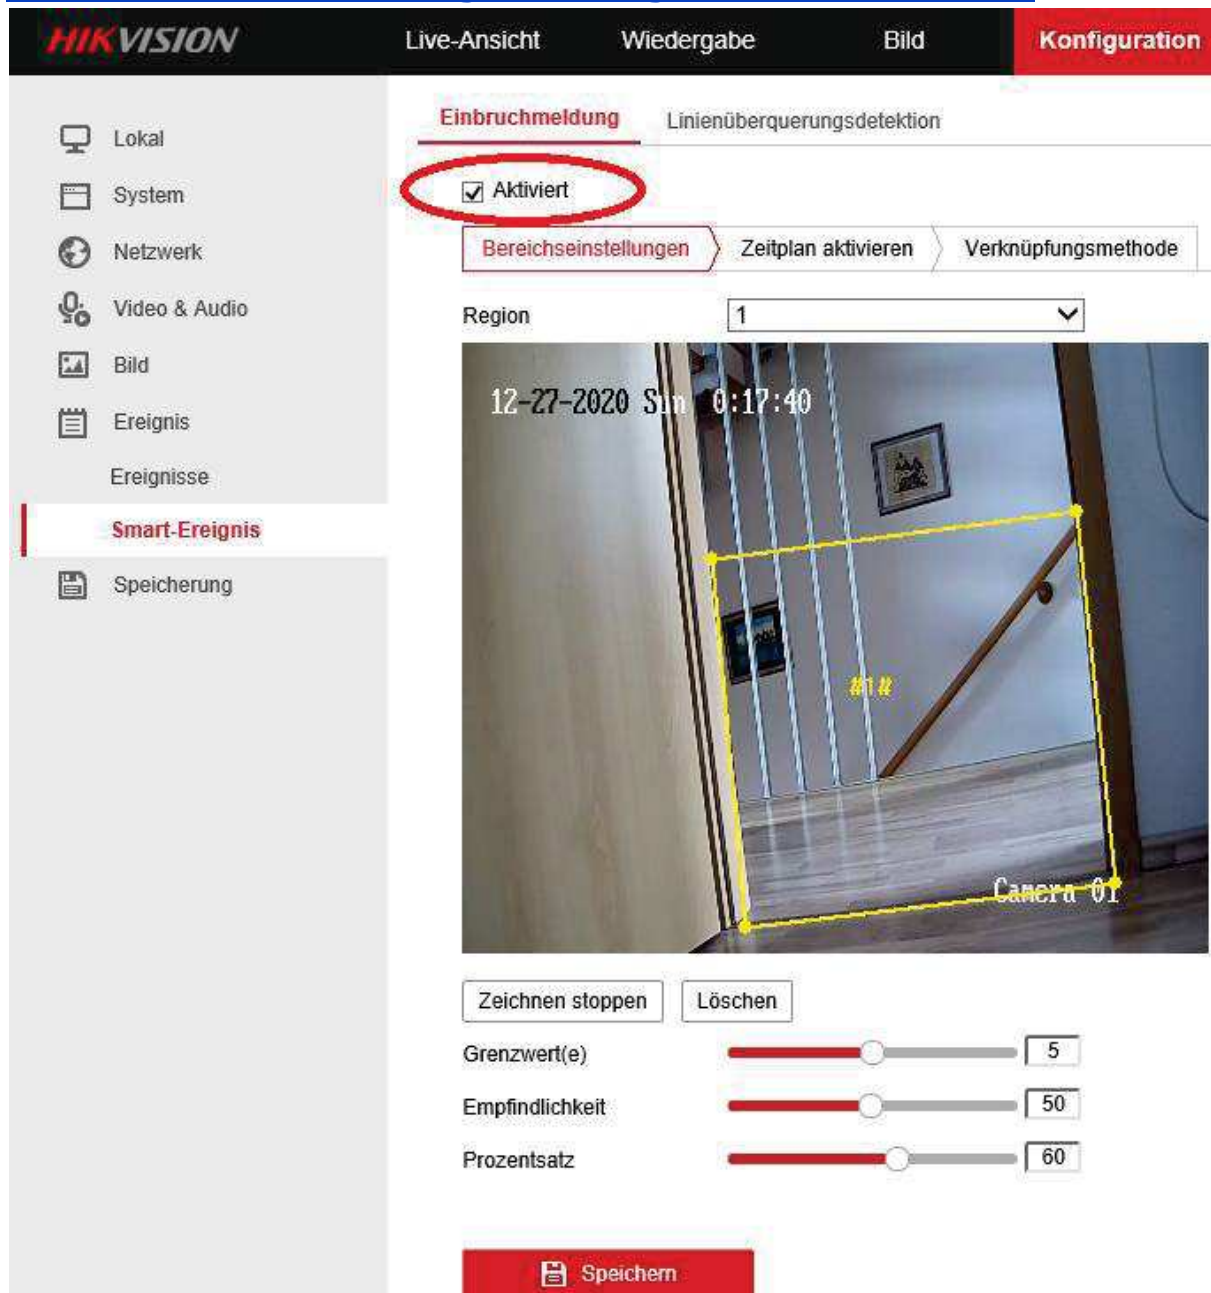 HIKVISION Live-Ansicht Wiedergabe Bild Konfiguration
Einbruchmeldung Linienüberquerungsdetektion
Lokal
Aktiviert
System
Bereichseinstellungen Zeitplan aktivieren Verknüpfungsmethode
Netzwerk
Video & Audio
Region 1
Bild
12-27-2020 Sun 0:17:40
Ereignis
Ereignisse
Smart-Ereignis
Speicherung
#1#
Camera 01
Zeichnen stoppen Löschen
Grenzwert(e) 5
Empfindlichkeit 50
Prozentsatz 60
Speichern